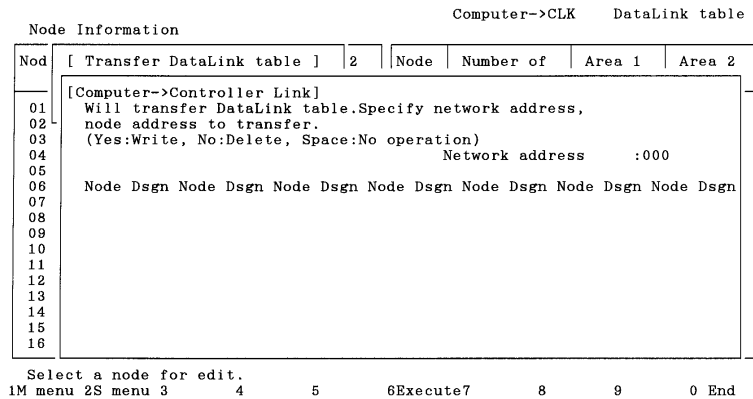 Computer->CLK DataLink table
Node Information
Nod [ Transfer DataLink table ] 2 Node Number of Area 1 Area 2
[Computer->Controller Link]
01 Will transfer DataLink table.Specify network address,
02 node address to transfer.
03 (Yes:Write, No:Delete, Space:No operation)
04 Network address :000
05
06 Node Dsgn Node Dsgn Node Dsgn Node Dsgn Node Dsgn Node Dsgn Node Dsgn
07
08
09
10
11
12
13
14
15
16
Select a node for edit.
1M menu 2S menu 3 4 5 6Execute7 8 9 0 End